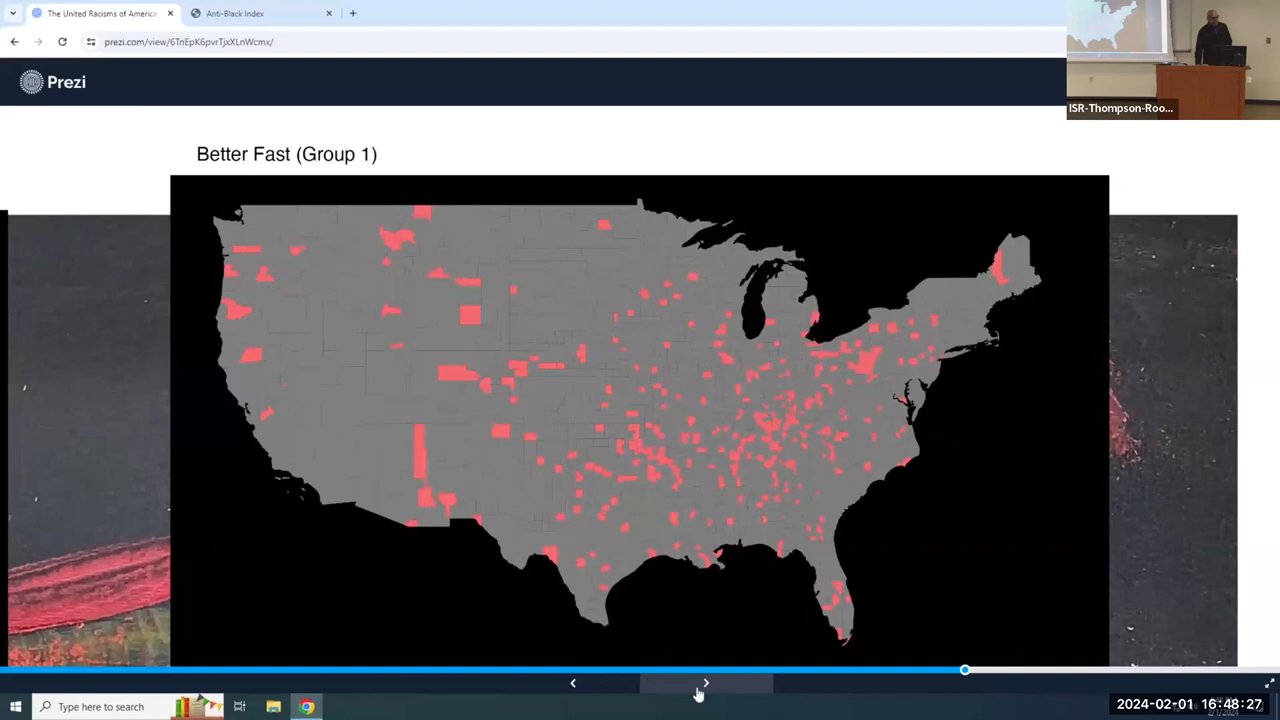 The United Racisms of America
Anti-Black Index
prezi.com/view/6TnEpK6pvrTjxXLnWcmx/
ISR-Thompson-Roo...
Prezi
Better Fast (Group 1)
Type here to search
2024-02-01 16:48:27